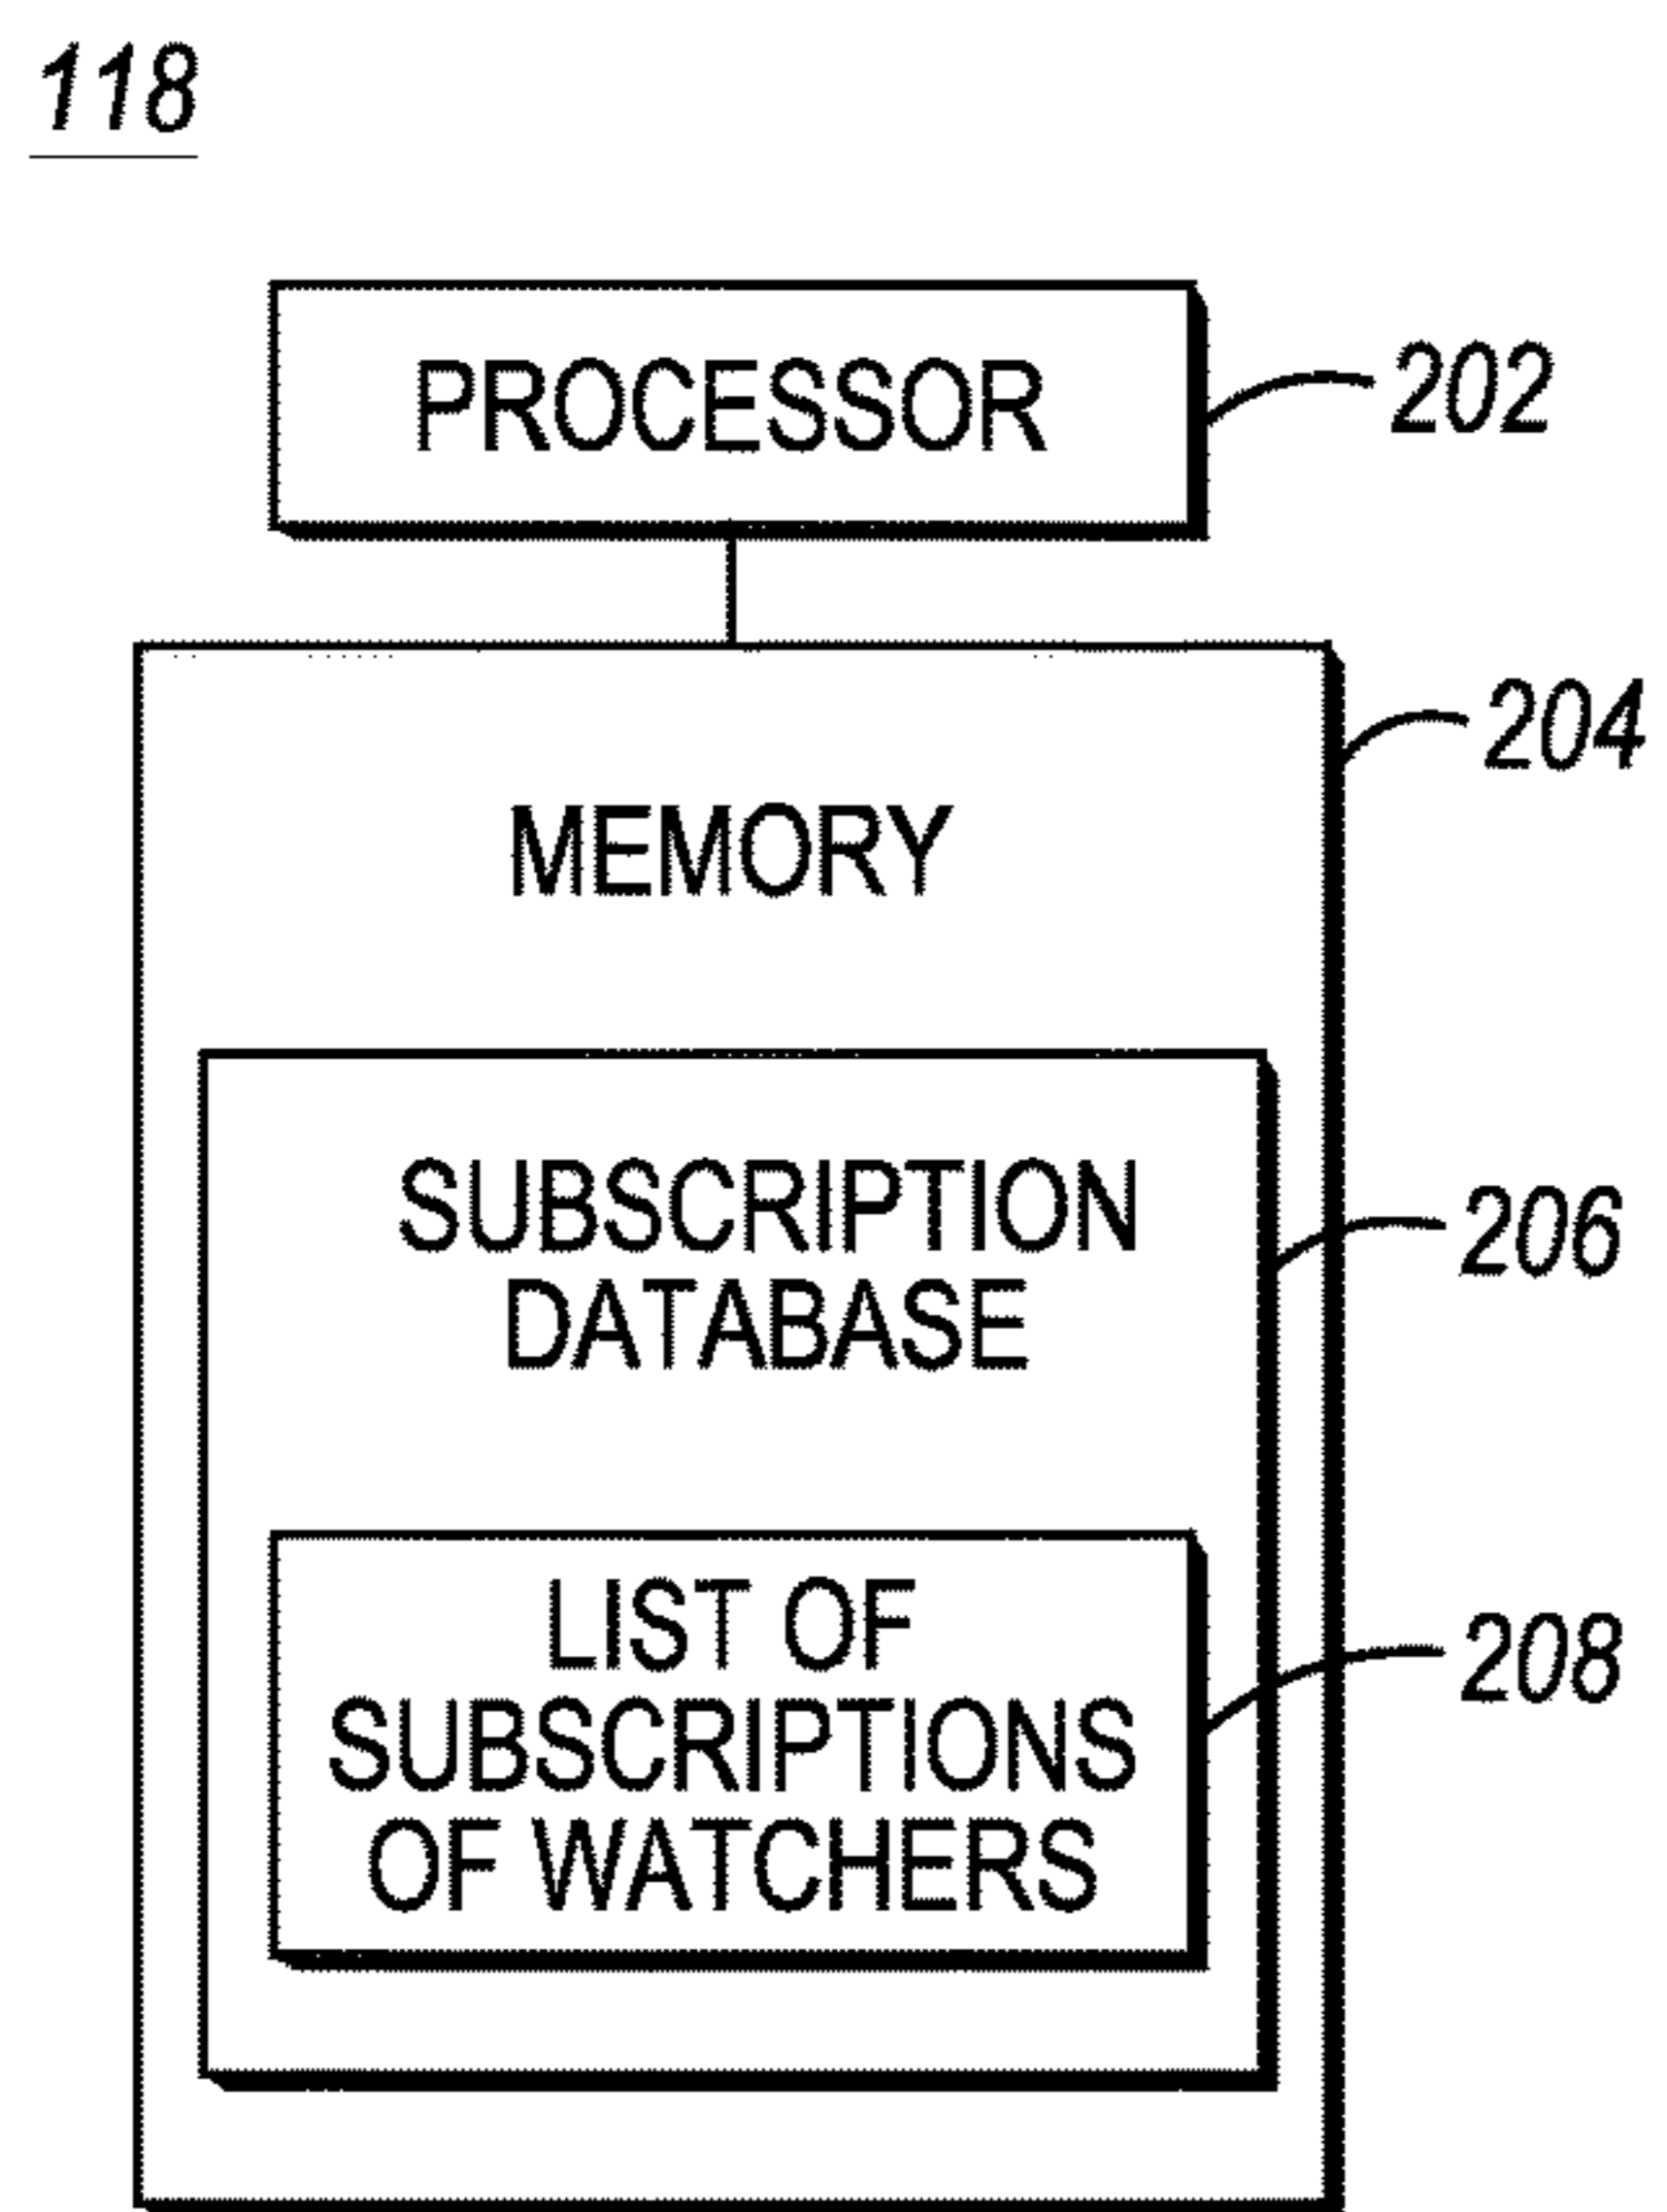 118
PROCESSOR
202
204
MEMORY
SUBSCRIPTION
206
DATABASE
LIST OF
208
SUBSCRIPTIONS
OF WATCHERS